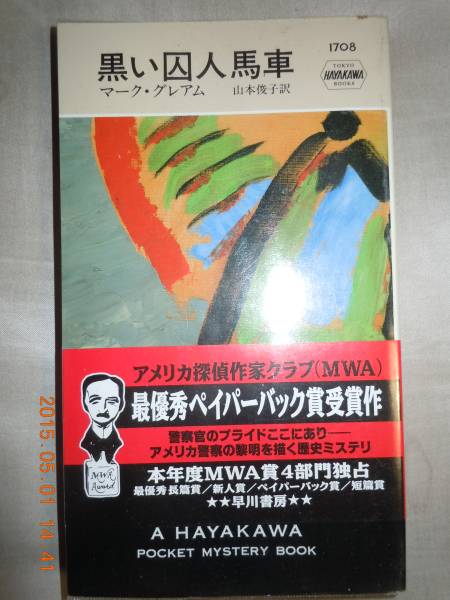 1708
黒い囚人馬車
マーク・グレアム 山本俊子訳
TOKYO
HAYAKAWA
BOOKS
アメリカ探偵作家クラブ(MWA)
最優秀ペイパーバック賞受賞作
警察官のプライドここにあり──
アメリカ警察の黎明を描く歴史ミステリ
本年度MWA賞4部門独占
最優秀長篇賞/新人賞/ペイパーバック賞/短篇賞
★★早川書房★★
MWA
Award
A HAYAKAWA
POCKET MYSTERY BOOK
2015.05.01 14:41